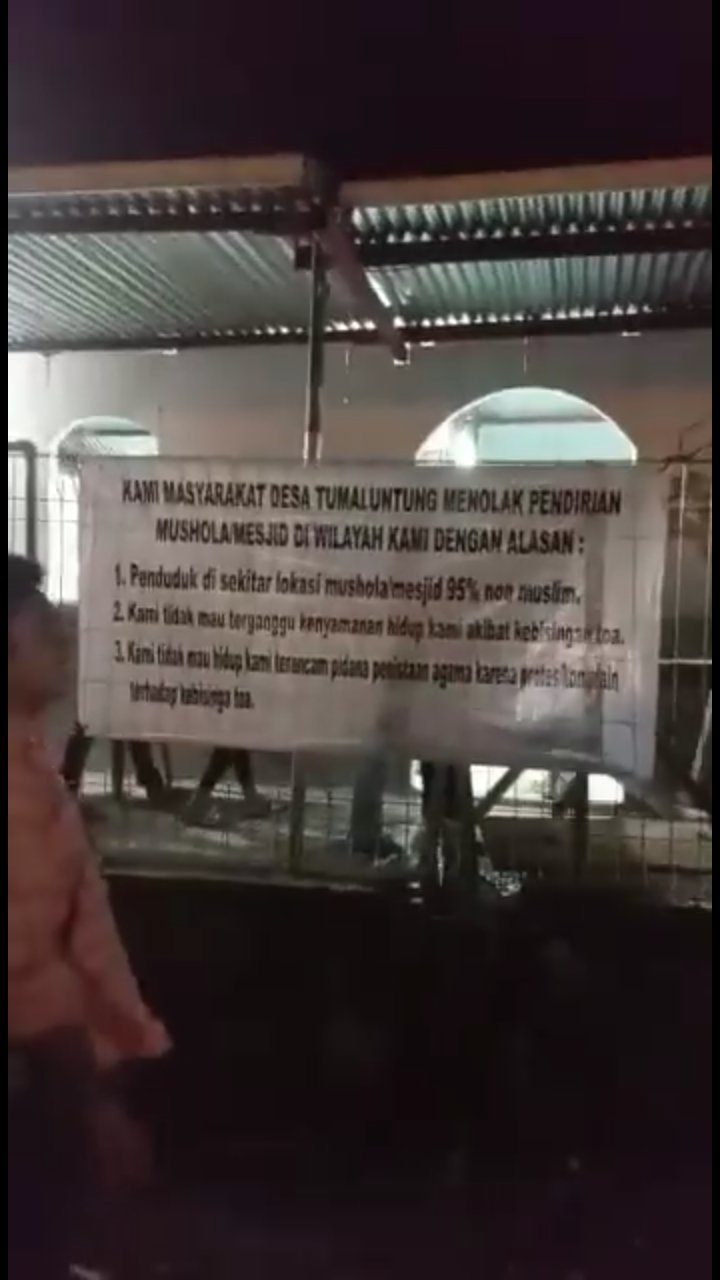 KAMI MASYARAKAT DESA TUMALUNTUNG MENOLAK PENDIRIAN
MUSHOLA/MESJID DI WILAYAH KAMI DENGAN ALASAN :
1. Penduduk di sekitar lokasi mushola/mesjid 95% non muslim.
2. Kami tidak mau terganggu kenyamanan hidup kami akibat kebisingan toa.
3. Kami tidak mau hidup kami terancam pidana penistaan agama karena protes/komplain
terhadap kebisinga toa.